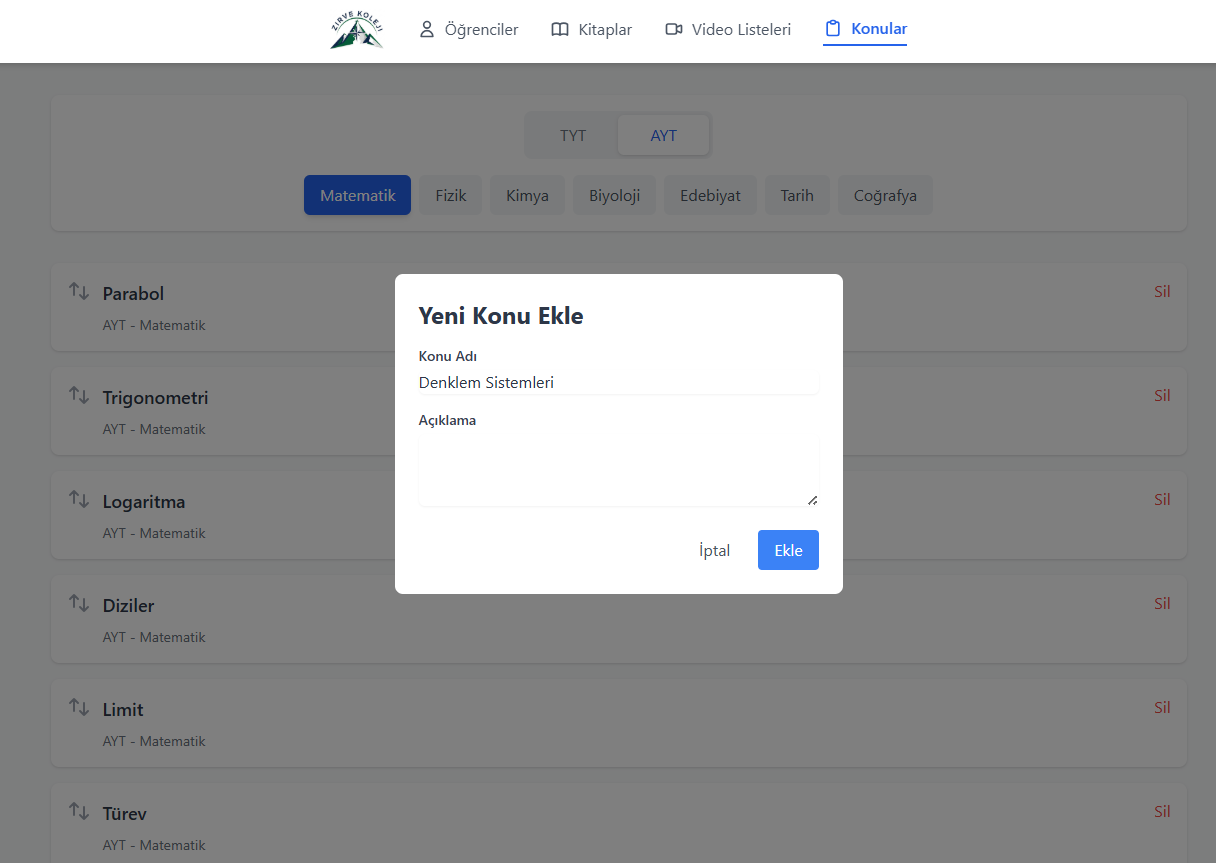 ZİRVE KOLEJİ
Öğrenciler
Kitaplar
Video Listeleri
Konular
TYT
AYT
Matematik
Fizik
Kimya
Biyoloji
Edebiyat
Tarih
Coğrafya
Parabol
Sil
AYT - Matematik
Yeni Konu Ekle
Konu Adı
Denklem Sistemleri
Açıklama
İptal
Ekle
Trigonometri
Sil
AYT - Matematik
Logaritma
Sil
AYT - Matematik
Diziler
Sil
AYT - Matematik
Limit
Sil
AYT - Matematik
Türev
Sil
AYT - Matematik